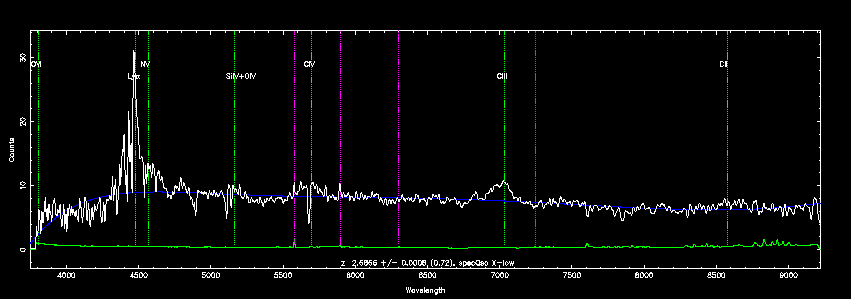 30
OVI
NV
CIV
CIII
CII
Lyα
SiIV+OIV
20
Counts
10
0
4000 4500 5000 5500 6000 6500 7000 7500 8000 8500 9000
z 2.6866 +/- 0.0008, (0.72), specQso X-low
Wavelength